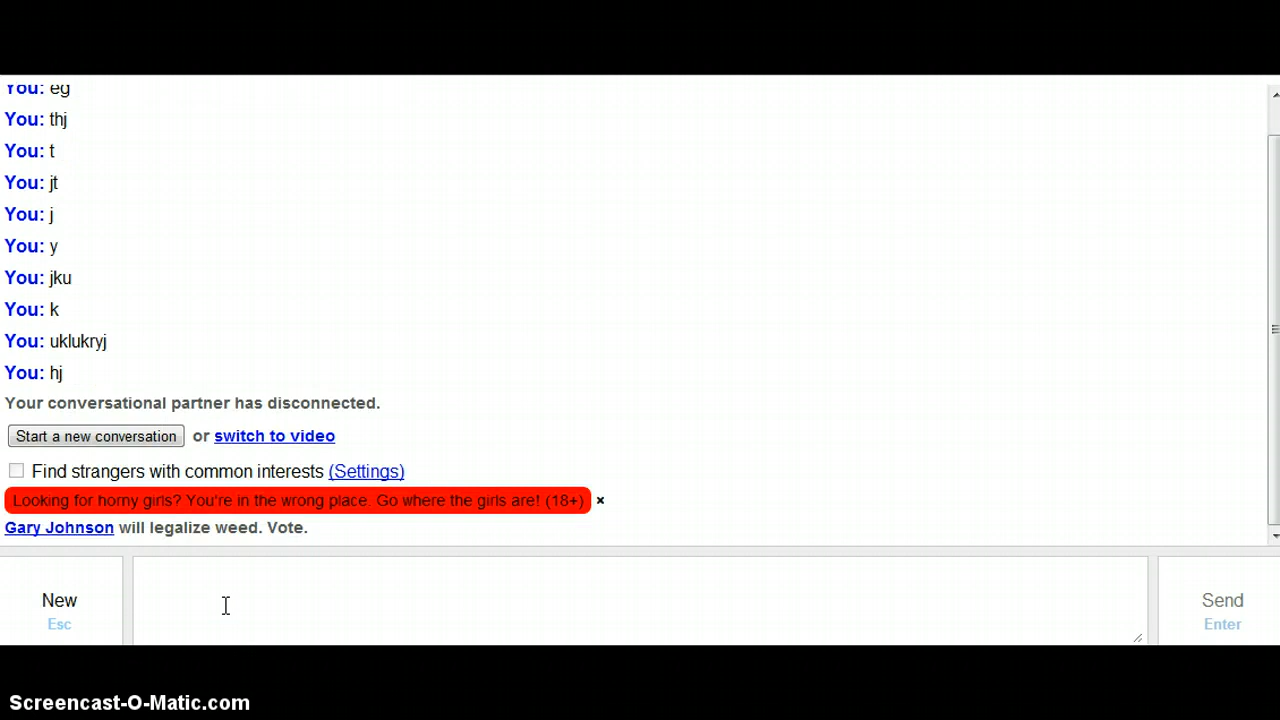 You: eg
You: thj
You: t
You: jt
You: j
You: y
You: jku
You: k
You: uklukryj
You: hj
Your conversational partner has disconnected.
Start a new conversation or switch to video
Find strangers with common interests (Settings)
Looking for horny girls? You're in the wrong place. Go where the girls are! (18+) ×
Gary Johnson will legalize weed. Vote.
New
Esc
Send
Enter
Screencast-O-Matic.com